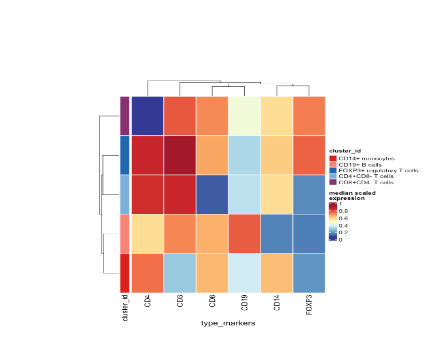 cluster_id
CD14+ monocytes
CD19+ B cells
FOXP3+ regulatory T cells
CD4+CD8- T cells
CD8+CD4- T cells
median scaled
expression
1
0.8
0.6
0.4
0.2
0
cluster_id
CD4
CD3
CD8
CD19
CD14
FOXP3
type_markers